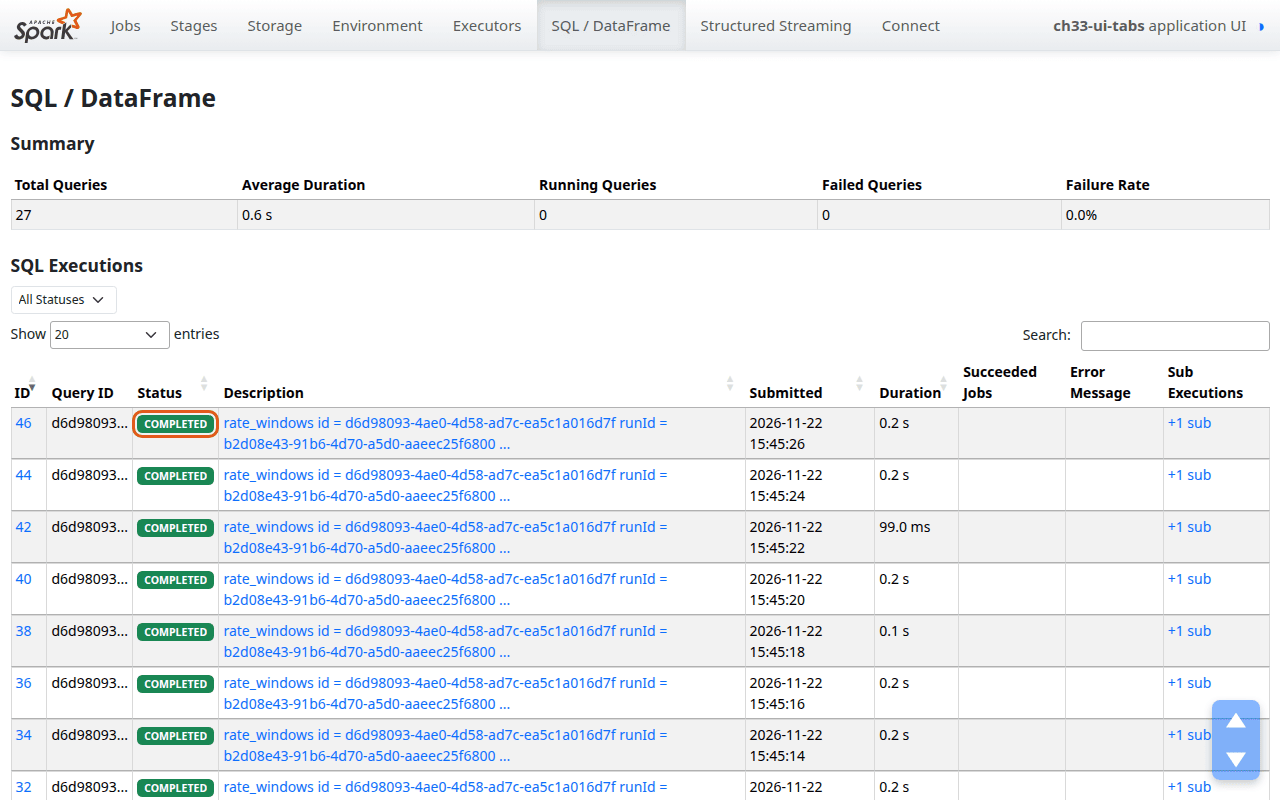 APACHE
Spark
Jobs Stages Storage Environment Executors SQL / DataFrame Structured Streaming Connect ch33-ui-tabs application UI
SQL / DataFrame
Summary
Total Queries Average Duration Running Queries Failed Queries Failure Rate
27 0.6 s 0 0 0.0%
SQL Executions
All Statuses
Show 20 entries Search:
ID Query ID Status Description Submitted Duration Succeeded Jobs Error Message Sub Executions
46 d6d98093... COMPLETED rate_windows id = d6d98093-4ae0-4d58-ad7c-ea5c1a016d7f runId = 2026-11-22 0.2 s +1 sub
b2d08e43-91b6-4d70-a5d0-aaeec25f6800 ... 15:45:26
44 d6d98093... COMPLETED rate_windows id = d6d98093-4ae0-4d58-ad7c-ea5c1a016d7f runId = 2026-11-22 0.2 s +1 sub
b2d08e43-91b6-4d70-a5d0-aaeec25f6800 ... 15:45:24
42 d6d98093... COMPLETED rate_windows id = d6d98093-4ae0-4d58-ad7c-ea5c1a016d7f runId = 2026-11-22 99.0 ms +1 sub
b2d08e43-91b6-4d70-a5d0-aaeec25f6800 ... 15:45:22
40 d6d98093... COMPLETED rate_windows id = d6d98093-4ae0-4d58-ad7c-ea5c1a016d7f runId = 2026-11-22 0.2 s +1 sub
b2d08e43-91b6-4d70-a5d0-aaeec25f6800 ... 15:45:20
38 d6d98093... COMPLETED rate_windows id = d6d98093-4ae0-4d58-ad7c-ea5c1a016d7f runId = 2026-11-22 0.1 s +1 sub
b2d08e43-91b6-4d70-a5d0-aaeec25f6800 ... 15:45:18
36 d6d98093... COMPLETED rate_windows id = d6d98093-4ae0-4d58-ad7c-ea5c1a016d7f runId = 2026-11-22 0.2 s +1 sub
b2d08e43-91b6-4d70-a5d0-aaeec25f6800 ... 15:45:16
34 d6d98093... COMPLETED rate_windows id = d6d98093-4ae0-4d58-ad7c-ea5c1a016d7f runId = 2026-11-22 0.2 s +1 sub
b2d08e43-91b6-4d70-a5d0-aaeec25f6800 ... 15:45:14
32 d6d98093... COMPLETED rate_windows id = d6d98093-4ae0-4d58-ad7c-ea5c1a016d7f runId = 2026-11-22 0.2 s +1 sub